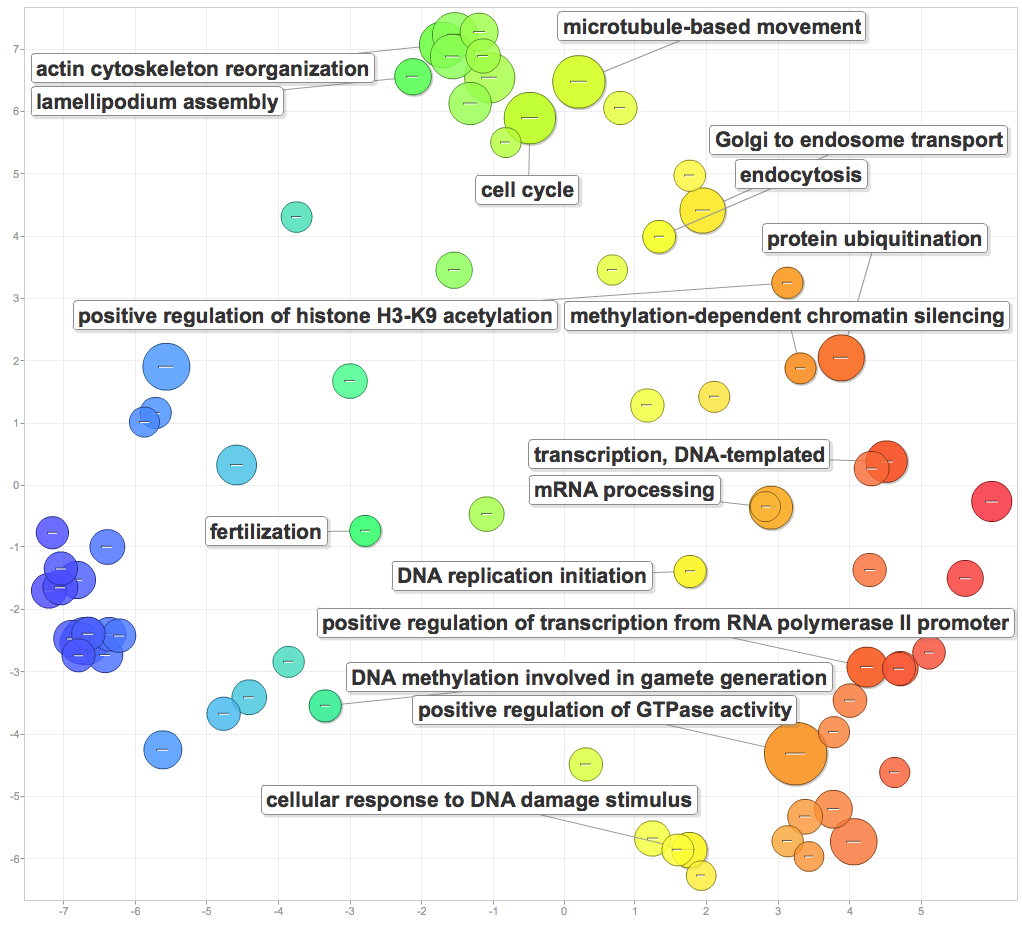 microtubule-based movement
7
actin cytoskeleton reorganization
lamellipodium assembly
6
Golgi to endosome transport
5
endocytosis
cell cycle
4
protein ubiquitination
3
positive regulation of histone H3-K9 acetylation
methylation-dependent chromatin silencing
2
1
transcription, DNA-templated
0
mRNA processing
fertilization
-1
DNA replication initiation
-2
positive regulation of transcription from RNA polymerase II promoter
-3
DNA methylation involved in gamete generation
positive regulation of GTPase activity
-4
-5
cellular response to DNA damage stimulus
-6
-7 -6 -5 -4 -3 -2 -1 0 1 2 3 4 5